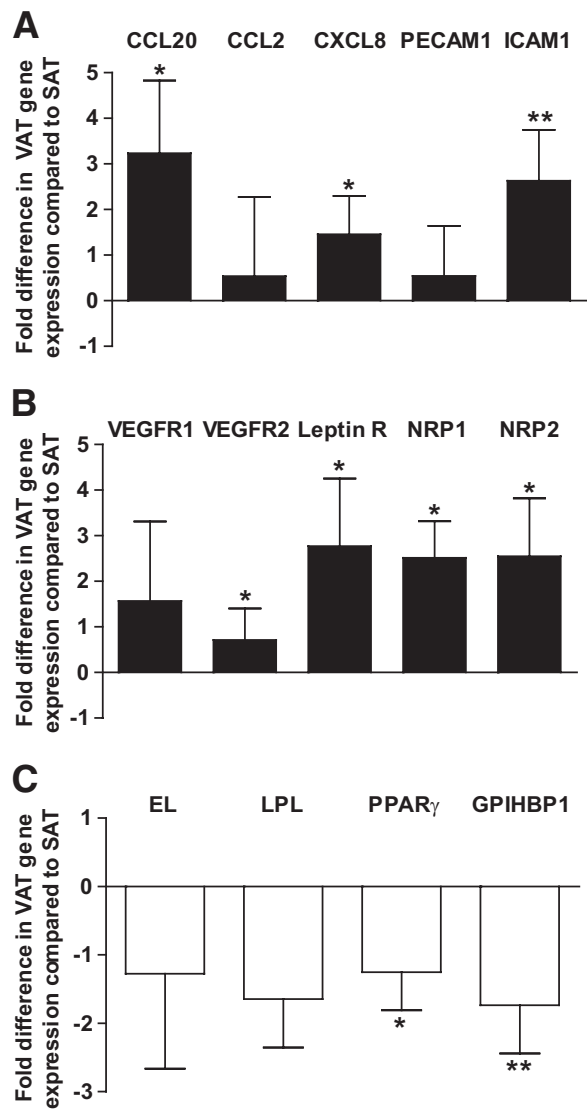 A
CCL20 CCL2 CXCL8 PECAM1 ICAM1
Fold difference in VAT gene
expression compared to SAT
5
4
3
2
1
0
-1
* * **
B
VEGFR1 VEGFR2 Leptin R NRP1 NRP2
Fold difference in VAT gene
expression compared to SAT
5
4
3
2
1
0
-1
* * * *
C
EL LPL PPARγ GPIHBP1
Fold difference in VAT gene
expression compared to SAT
1
0
-1
-2
-3
* **